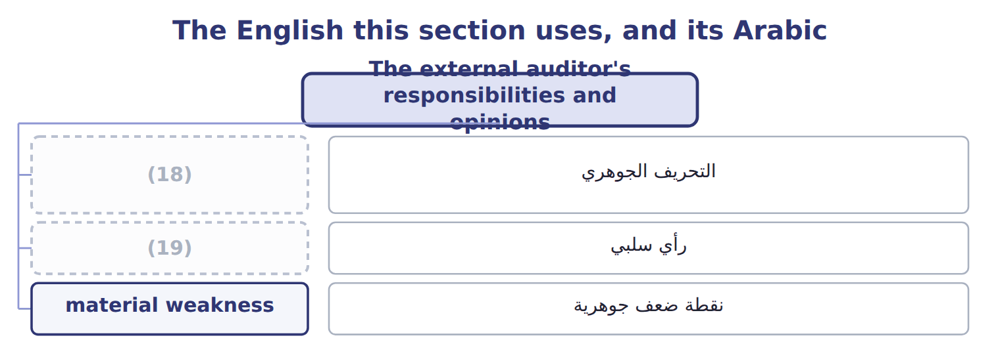 The English this section uses, and its Arabic
The external auditor's
responsibilities and
opinions
(18)
التحريف الجوهري
(19)
رأي سلبي
material weakness
نقطة ضعف جوهرية